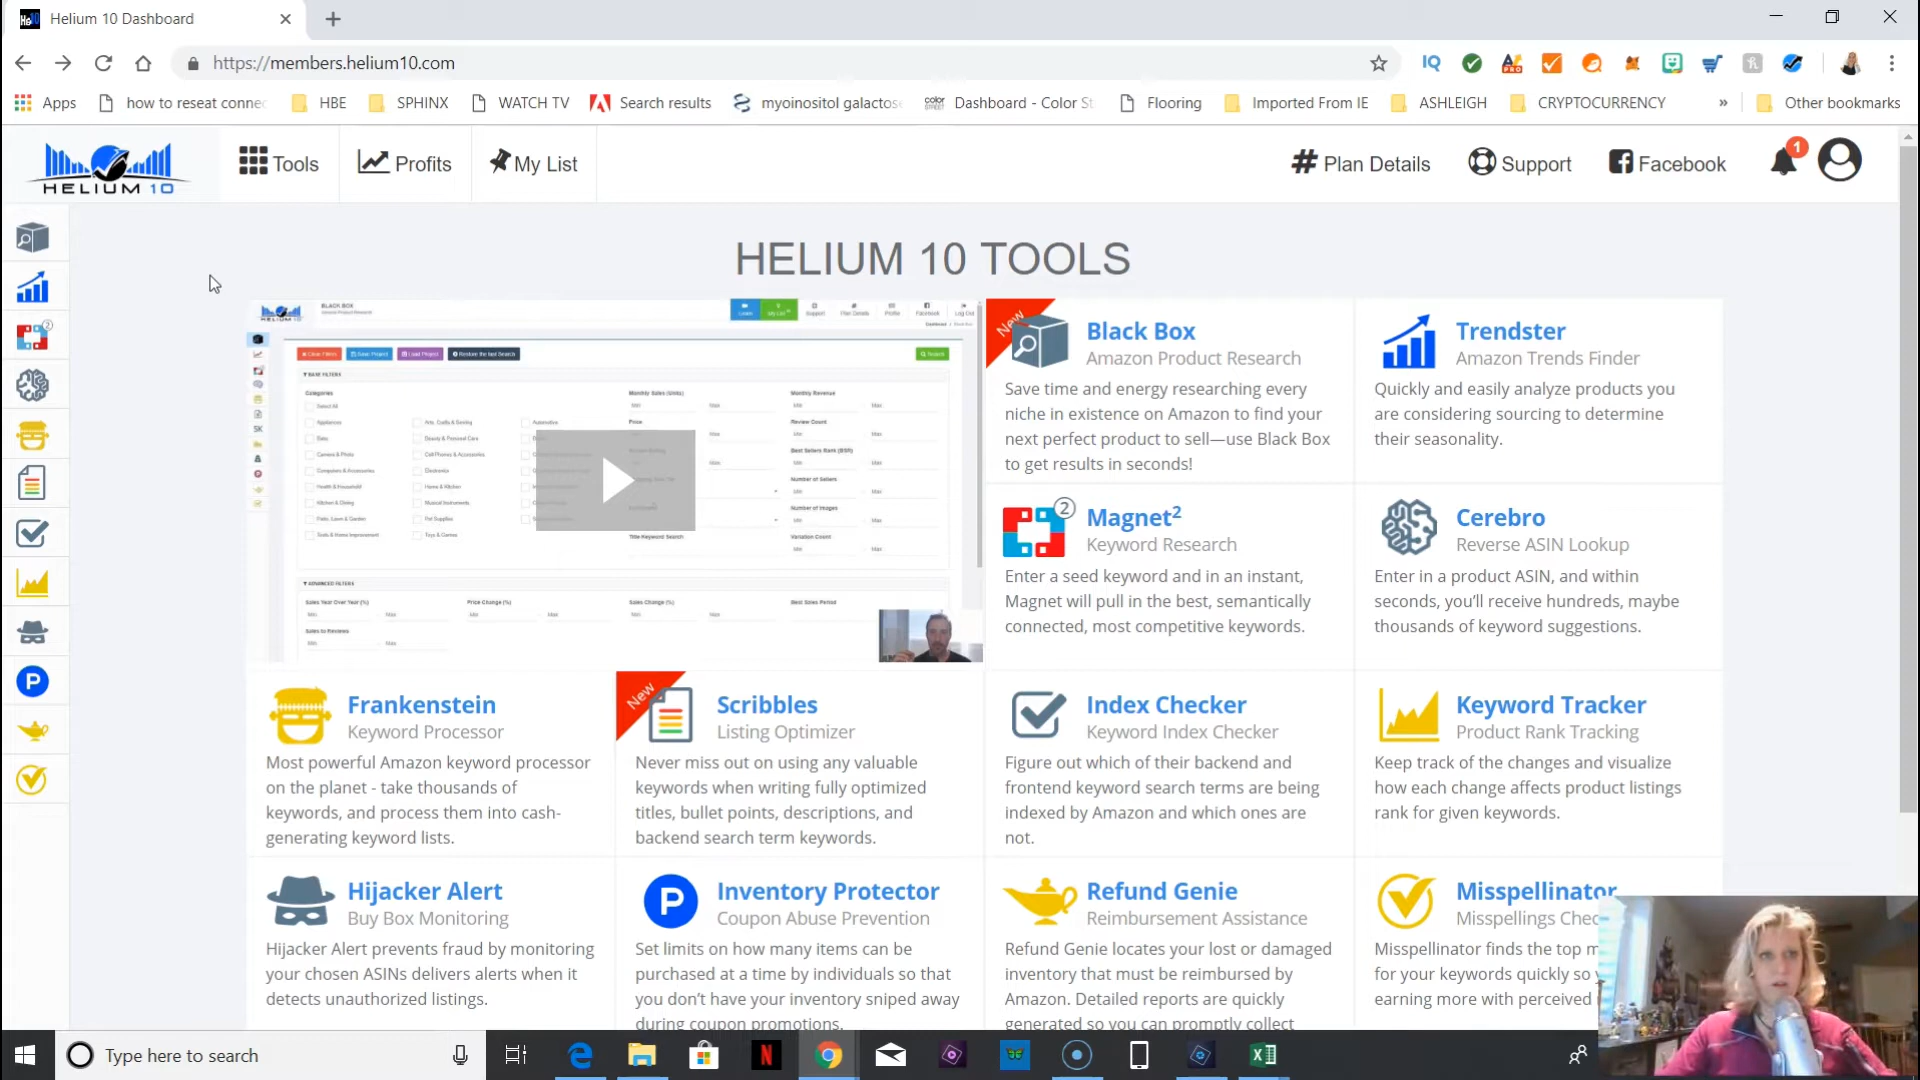 Helium 10 Dashboard
https://members.helium10.com
Apps
how to reseat connec
HBE
SPHINX
WATCH TV
Search results
myoinositol galactos
Dashboard - Color St
Flooring
Imported From IE
ASHLEIGH
CRYPTOCURRENCY
»
Other bookmarks
HELIUM 10
Tools
Profits
My List
Plan Details
Support
Facebook
1
HELIUM 10 TOOLS
BLACK BOX
New
Black Box
Amazon Product Research
Save time and energy researching every
niche in existence on Amazon to find your
next perfect product to sell—use Black Box
to get results in seconds!
Trendster
Amazon Trends Finder
Quickly and easily analyze products you
are considering sourcing to determine
their seasonality.
Magnet²
Keyword Research
Enter a seed keyword and in an instant,
Magnet will pull in the best, semantically
connected, most competitive keywords.
Cerebro
Reverse ASIN Lookup
Enter in a product ASIN, and within
seconds, you'll receive hundreds, maybe
thousands of keyword suggestions.
Frankenstein
Keyword Processor
Most powerful Amazon keyword processor
on the planet - take thousands of
keywords, and process them into cash-
generating keyword lists.
New
Scribbles
Listing Optimizer
Never miss out on using any valuable
keywords when writing fully optimized
titles, bullet points, descriptions, and
backend search term keywords.
Index Checker
Keyword Index Checker
Figure out which of their backend and
frontend keyword search terms are being
indexed by Amazon and which ones are
not.
Keyword Tracker
Product Rank Tracking
Keep track of the changes and visualize
how each change affects product listings
rank for given keywords.
Hijacker Alert
Buy Box Monitoring
Hijacker Alert prevents fraud by monitoring
your chosen ASINs delivers alerts when it
detects unauthorized listings.
Inventory Protector
Coupon Abuse Prevention
Set limits on how many items can be
purchased at a time by individuals so that
you don't have your inventory sniped away
during coupon promotions.
Refund Genie
Reimbursement Assistance
Refund Genie locates your lost or damaged
inventory that must be reimbursed by
Amazon. Detailed reports are quickly
generated so you can promptly collect
Misspellinator
Misspellings Chec
Misspellinator finds the top m
for your keywords quickly so
earning more with perceived
Type here to search